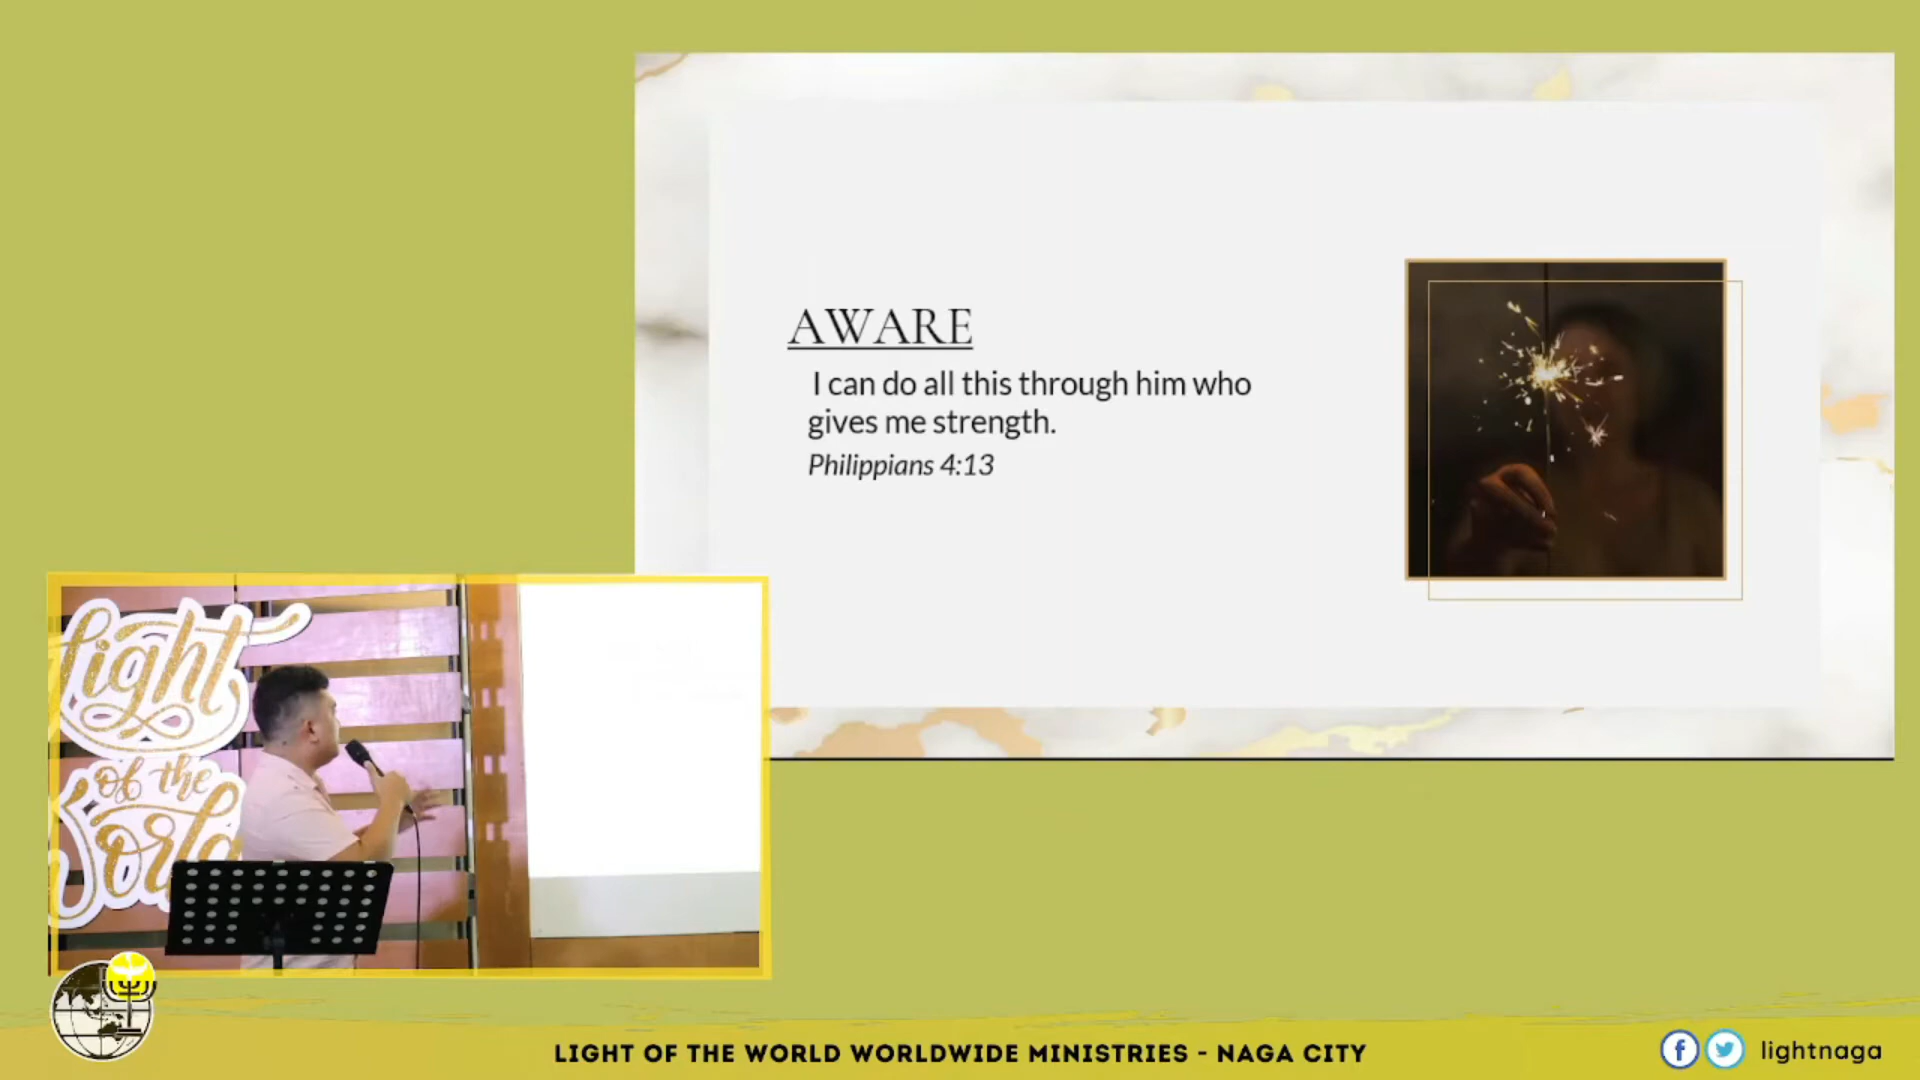 AWARE
I can do all this through him who
gives me strength.
Philippians 4:13
light
of the
World
LIGHT OF THE WORLD WORLDWIDE MINISTRIES - NAGA CITY
lightnaga